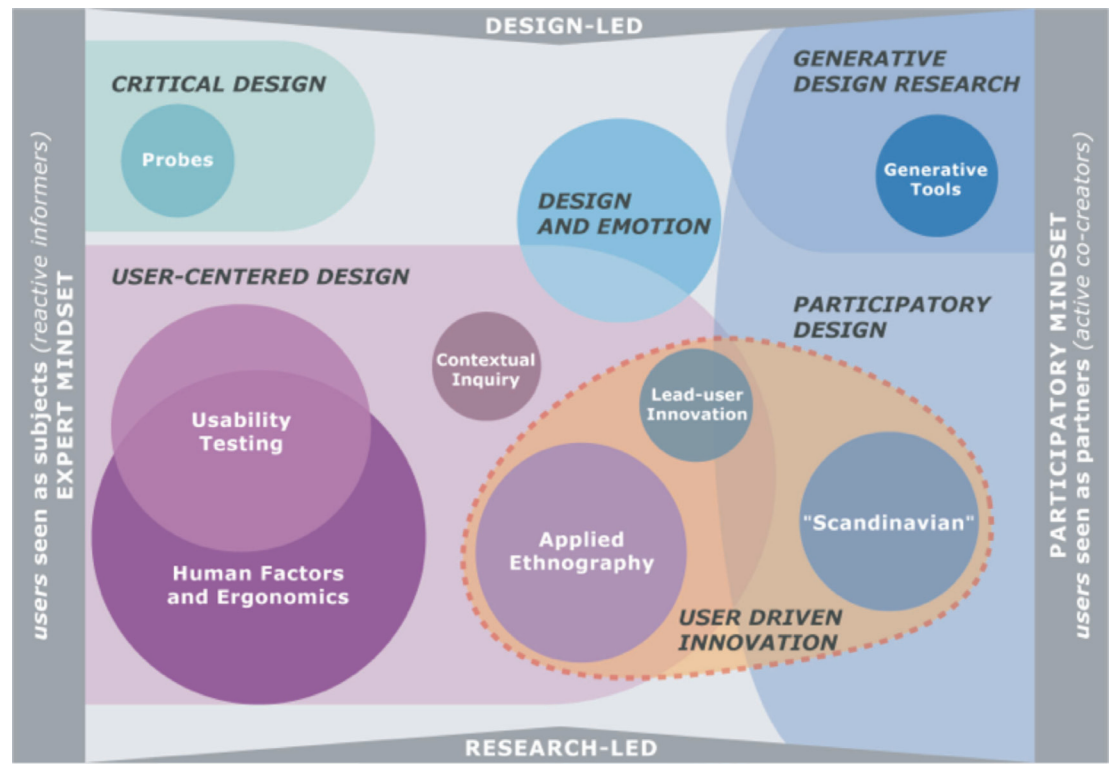 DESIGN-LED
CRITICAL DESIGN
Probes
GENERATIVE
DESIGN RESEARCH
Generative
Tools
DESIGN
AND EMOTION
USER-CENTERED DESIGN
Contextual
Inquiry
PARTICIPATORY
DESIGN
Lead-user
Innovation
Usability
Testing
"Scandinavian"
Applied
Ethnography
Human Factors
and Ergonomics
USER DRIVEN
INNOVATION
RESEARCH-LED
users seen as subjects (reactive informers)
EXPERT MINDSET
PARTICIPATORY MINDSET
users seen as partners (active co-creators)